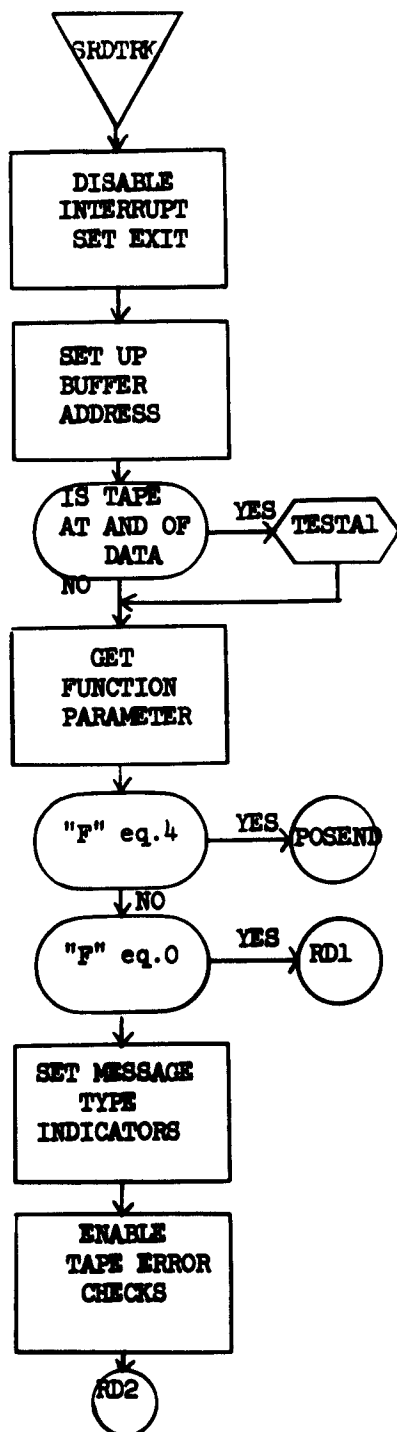 SRDTRK
DISABLE
INTERRUPT
SET EXIT
SET UP
BUFFER
ADDRESS
IS TAPE
AT AND OF
DATA
YES
TESTA1
NO
GET
FUNCTION
PARAMETER
"F" eq.4
YES
POSEND
NO
"F" eq.0
YES
RD1
SET MESSAGE
TYPE
INDICATORS
ENABLE
TAPE ERROR
CHECKS
RD2